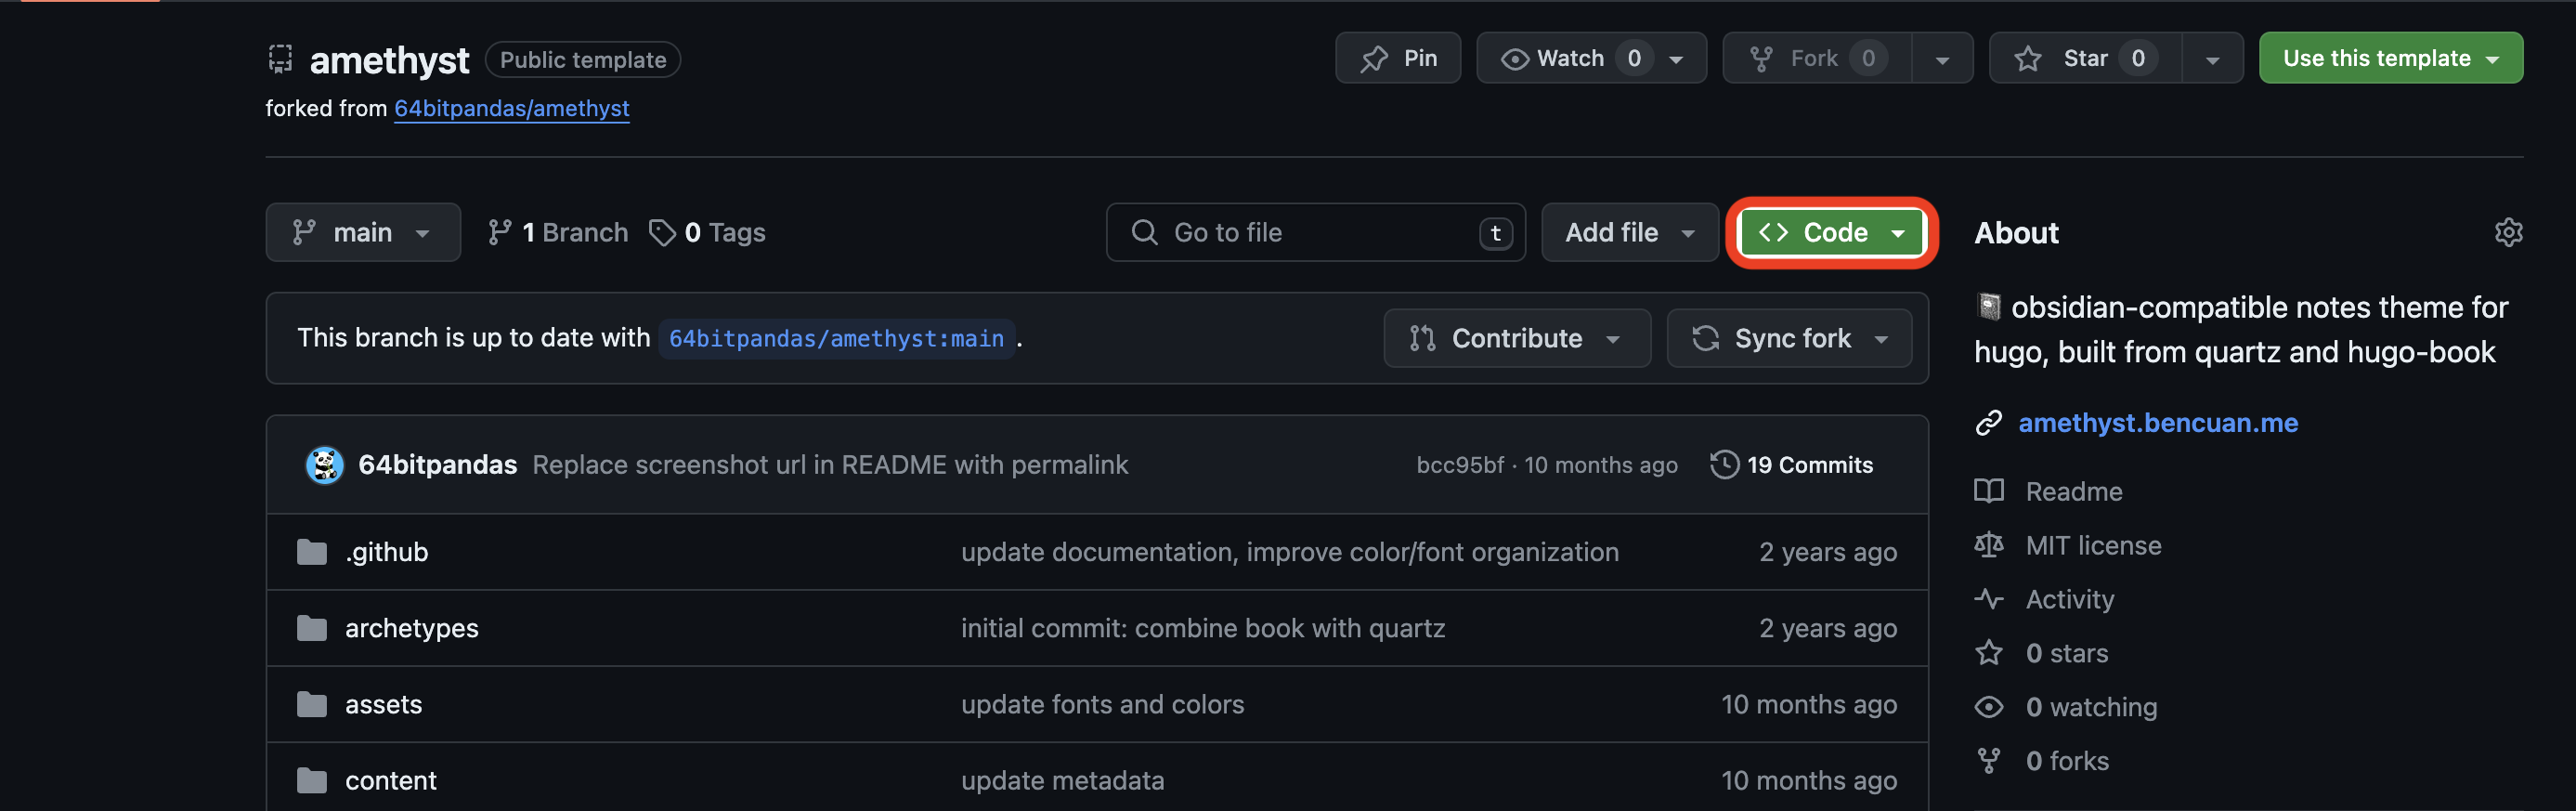 amethyst Public template
Pin
Watch 0
Fork 0
Star 0
Use this template
forked from 64bitpandas/amethyst
main
1 Branch
0 Tags
Go to file
t
Add file
<> Code
About
This branch is up to date with 64bitpandas/amethyst:main .
Contribute
Sync fork
obsidian-compatible notes theme for
hugo, built from quartz and hugo-book
amethyst.bencuan.me
64bitpandas Replace screenshot url in README with permalink
bcc95bf · 10 months ago
19 Commits
Readme
.github update documentation, improve color/font organization 2 years ago
MIT license
Activity
archetypes initial commit: combine book with quartz 2 years ago
0 stars
assets update fonts and colors 10 months ago
0 watching
0 forks
content update metadata 10 months ago